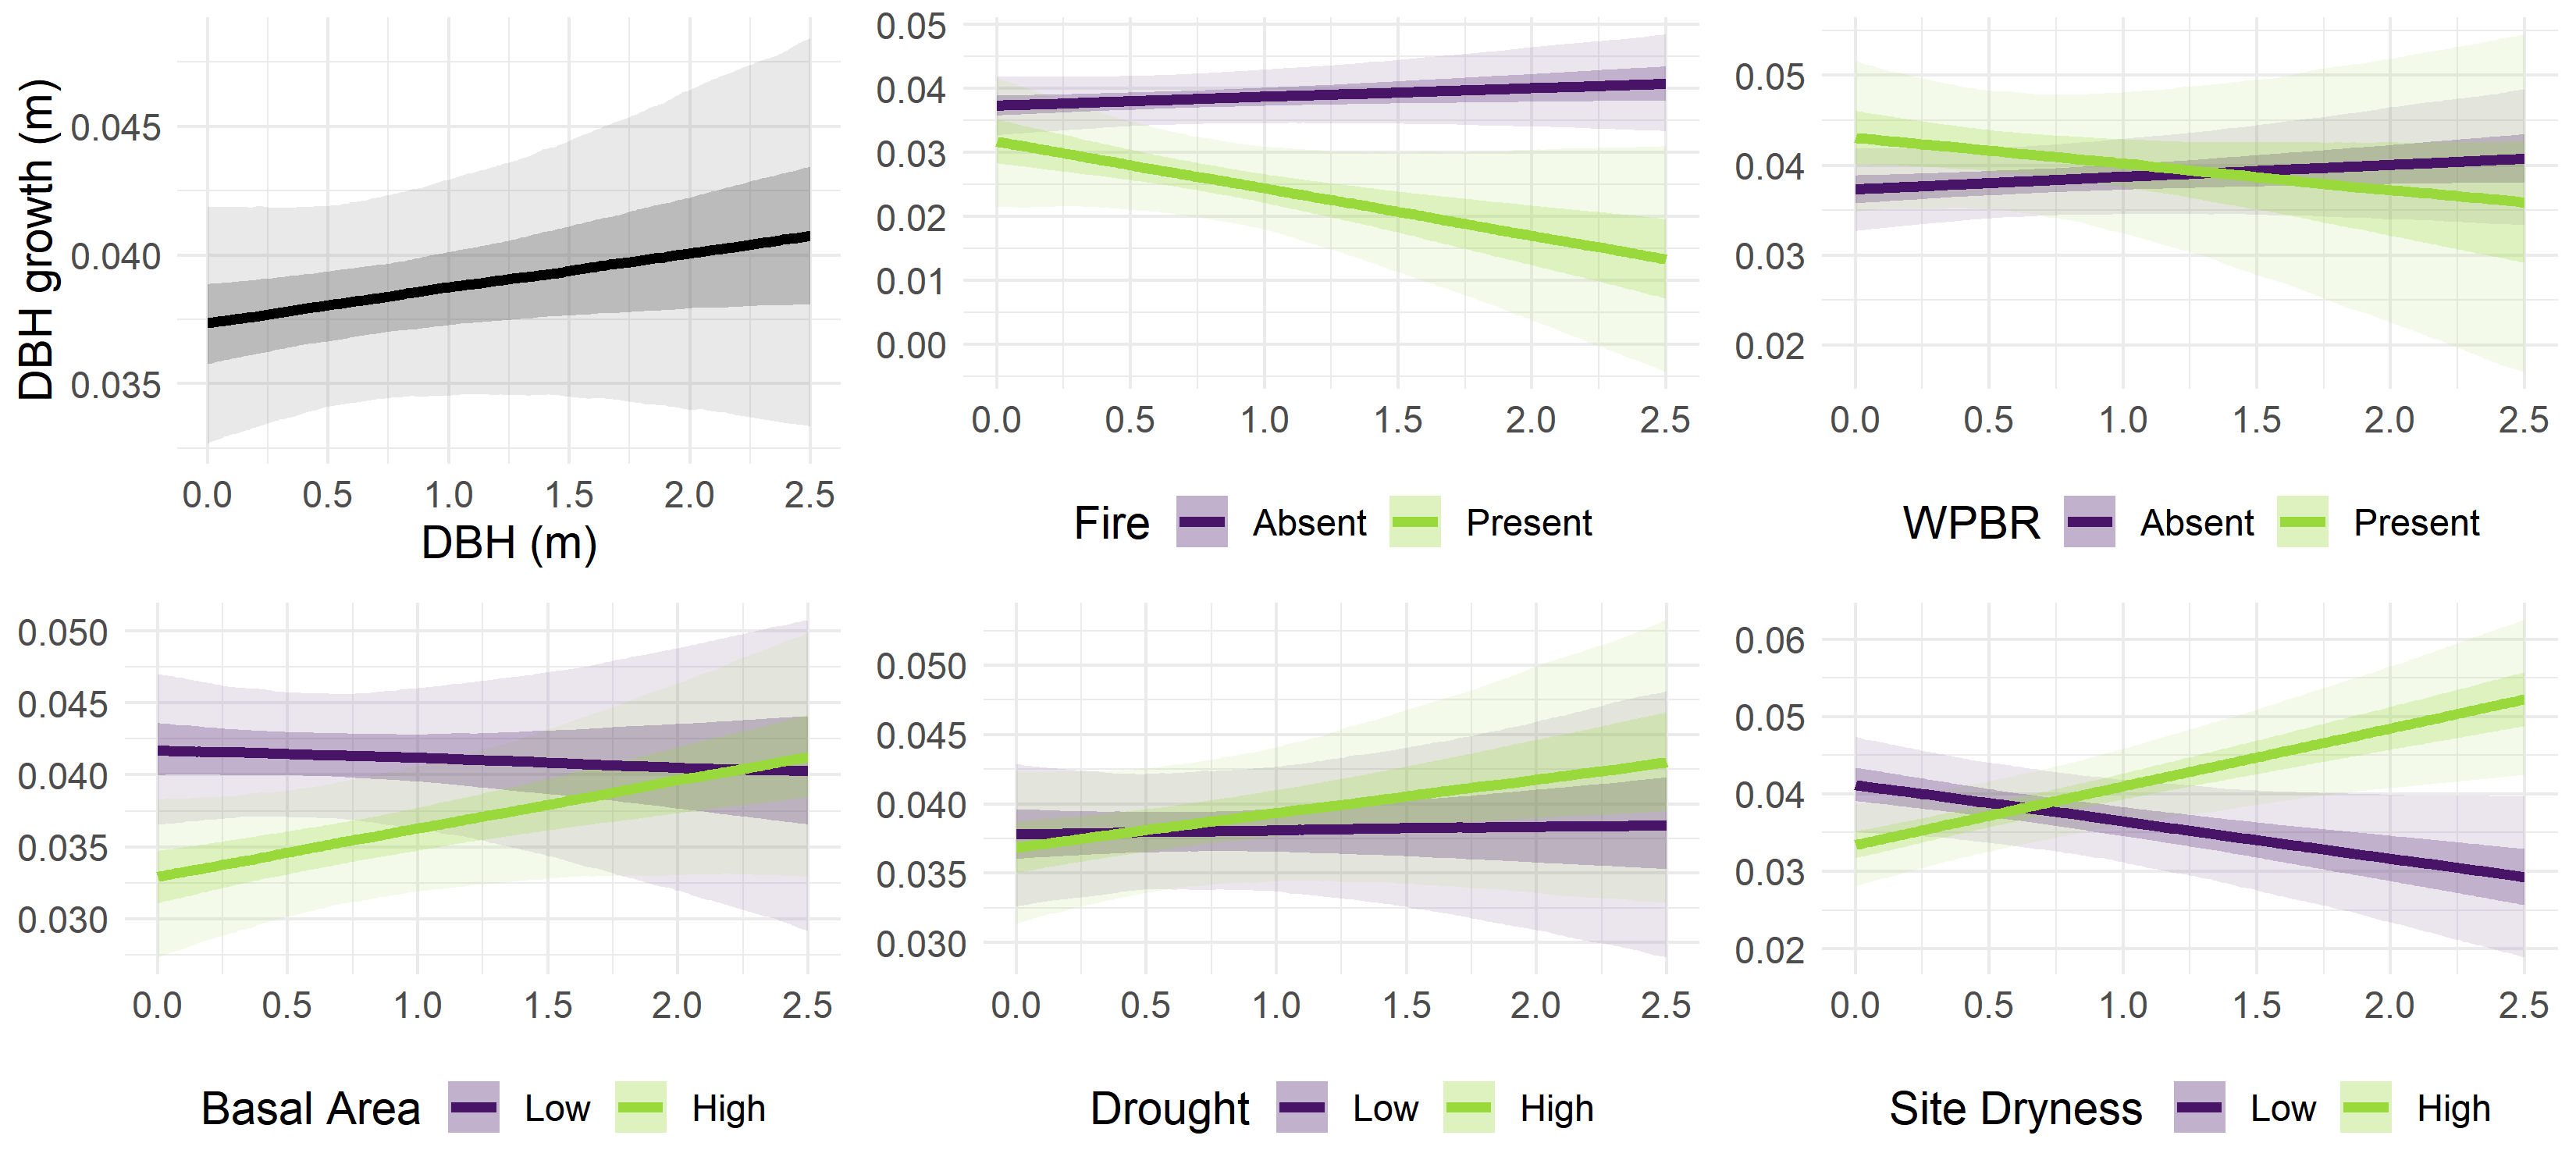 DBH growth (m)
0.045
0.040
0.035
0.0 0.5 1.0 1.5 2.0 2.5
DBH (m)
0.05
0.04
0.03
0.02
0.01
0.00
0.0 0.5 1.0 1.5 2.0 2.5
Fire Absent Present
0.05
0.04
0.03
0.02
0.0 0.5 1.0 1.5 2.0 2.5
WPBR Absent Present
0.050
0.045
0.040
0.035
0.030
0.0 0.5 1.0 1.5 2.0 2.5
Basal Area Low High
0.050
0.045
0.040
0.035
0.030
0.0 0.5 1.0 1.5 2.0 2.5
Drought Low High
0.06
0.05
0.04
0.03
0.02
0.0 0.5 1.0 1.5 2.0 2.5
Site Dryness Low High